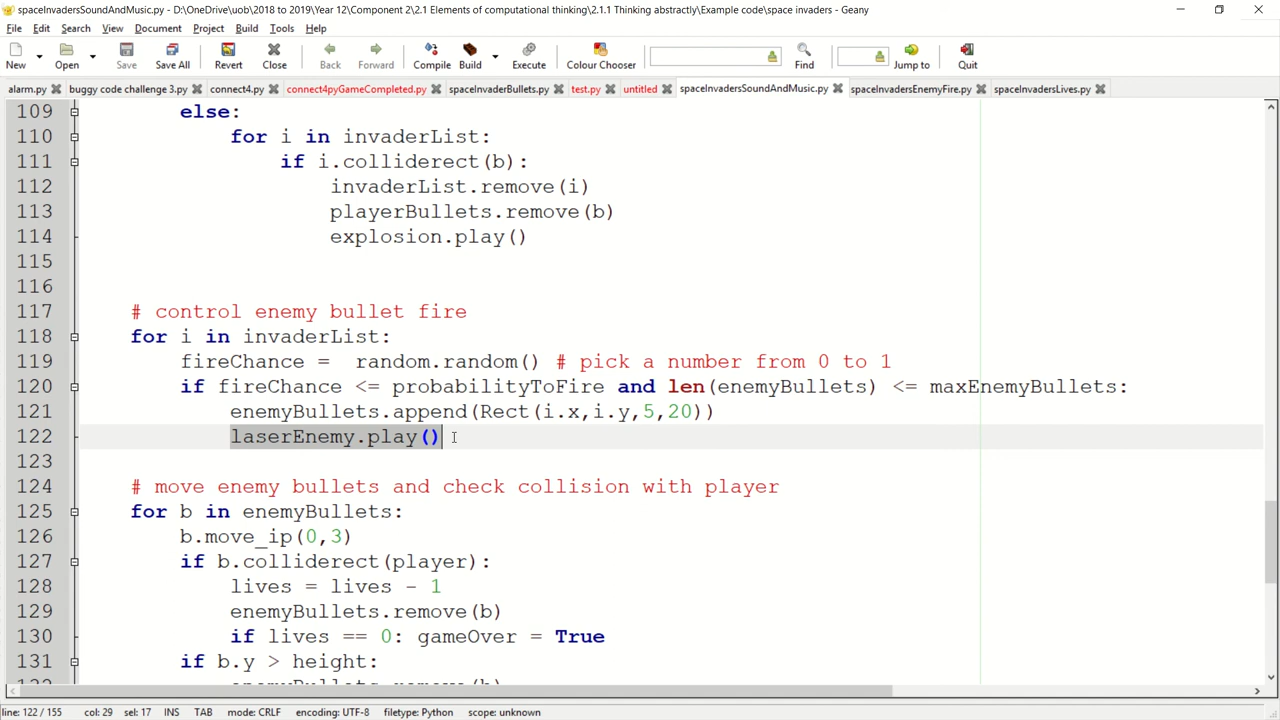 spaceInvadersSoundAndMusic.py - D:\OneDrive\uob\2018 to 2019\Year 12\Component 2\2.1 Elements of computational thinking\2.1.1 Thinking abstractly\Example code\space invaders - Geany
File Edit Search View Document Project Build Tools Help
New Open Save Save All Revert Close Back Forward Compile Build Execute Colour Chooser Find Jump to Quit
alarm.py buggy code challenge 3.py connect4.py connect4pyGameCompleted.py spaceInvaderBullets.py test.py untitled spaceInvadersSoundAndMusic.py spaceInvadersEnemyFire.py spaceInvadersLives.py
109 else:
110 for i in invaderList:
111 if i.colliderect(b):
112 invaderList.remove(i)
113 playerBullets.remove(b)
114 explosion.play()
115
116
117 # control enemy bullet fire
118 for i in invaderList:
119 fireChance = random.random() # pick a number from 0 to 1
120 if fireChance <= probabilityToFire and len(enemyBullets) <= maxEnemyBullets:
121 enemyBullets.append(Rect(i.x,i.y,5,20))
122 laserEnemy.play()
123
124 # move enemy bullets and check collision with player
125 for b in enemyBullets:
126 b.move_ip(0,3)
127 if b.colliderect(player):
128 lives = lives - 1
129 enemyBullets.remove(b)
130 if lives == 0: gameOver = True
131 if b.y > height:
line: 122 / 155 col: 29 sel: 17 INS TAB mode: CRLF encoding: UTF-8 filetype: Python scope: unknown